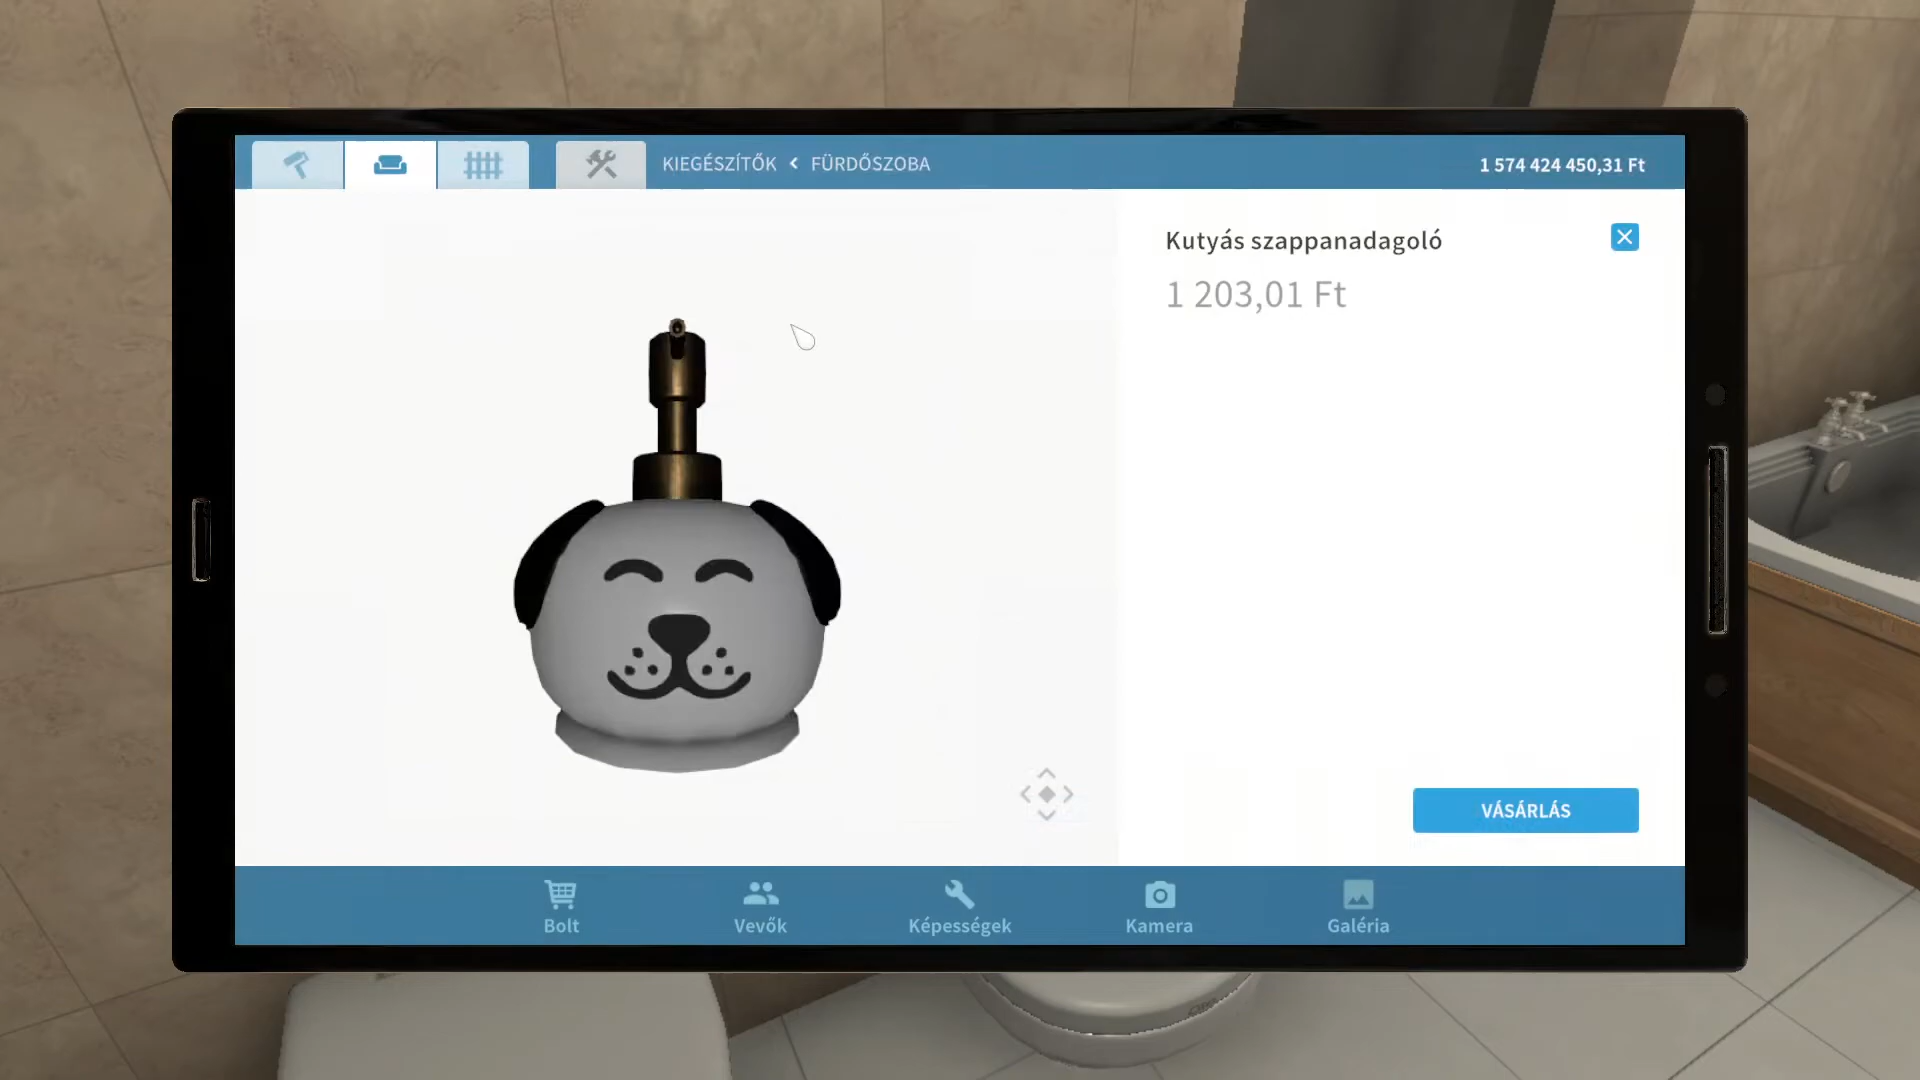 KIEGÉSZÍTŐK < FÜRDŐSZOBA
1 574 424 450,31 Ft
Kutyás szappanadagoló
1 203,01 Ft
VÁSÁRLÁS
Bolt
Vevők
Képességek
Kamera
Galéria